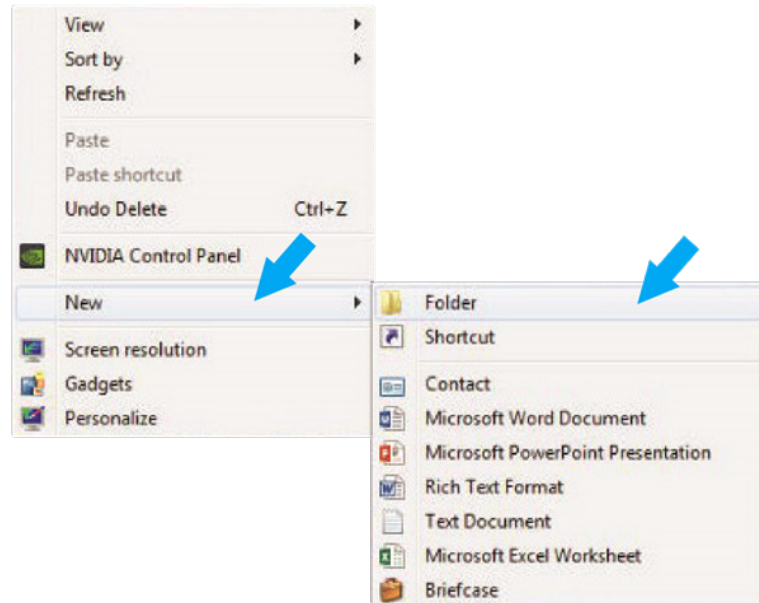 View
Sort by
Refresh
Paste
Paste shortcut
Undo Delete Ctrl+Z
NVIDIA Control Panel
New
Screen resolution
Gadgets
Personalize
Folder
Shortcut
Contact
Microsoft Word Document
Microsoft PowerPoint Presentation
Rich Text Format
Text Document
Microsoft Excel Worksheet
Briefcase